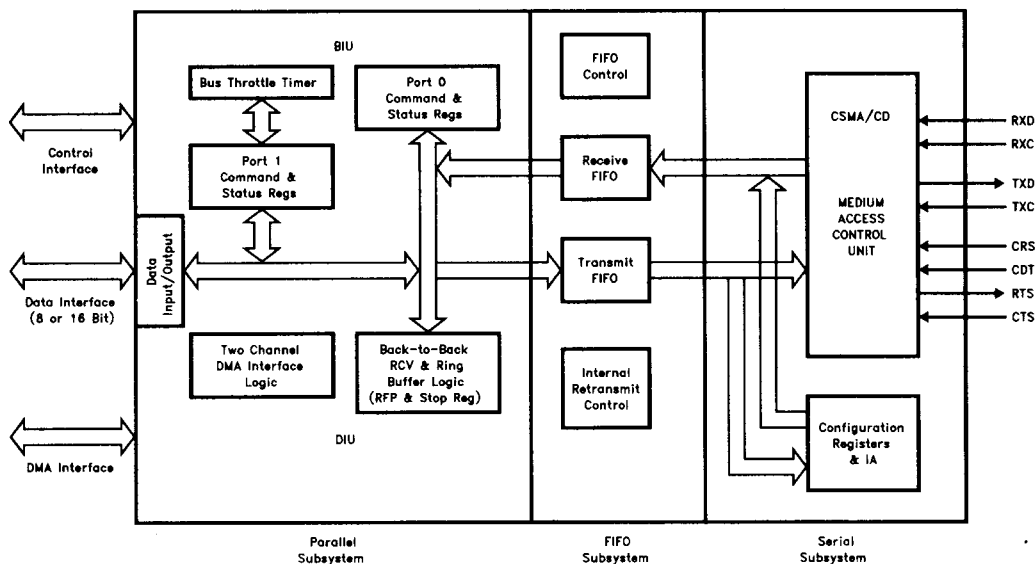 BIU
Bus Throttle Timer
Port 0
Command &
Status Regs
Port 1
Command &
Status Regs
Control
Interface
Data
Input/Output
Data Interface
(8 or 16 Bit)
Two Channel
DMA Interface
Logic
Back-to-Back
RCV & Ring
Buffer Logic
(RFP & Stop Reg)
DIU
DMA Interface
FIFO
Control
Receive
FIFO
Transmit
FIFO
Internal
Retransmit
Control
CSMA/CD
MEDIUM
ACCESS
CONTROL
UNIT
Configuration
Registers
& IA
RXD
RXC
TXD
TXC
CRS
CDT
RTS
CTS
Parallel
Subsystem
FIFO
Subsystem
Serial
Subsystem